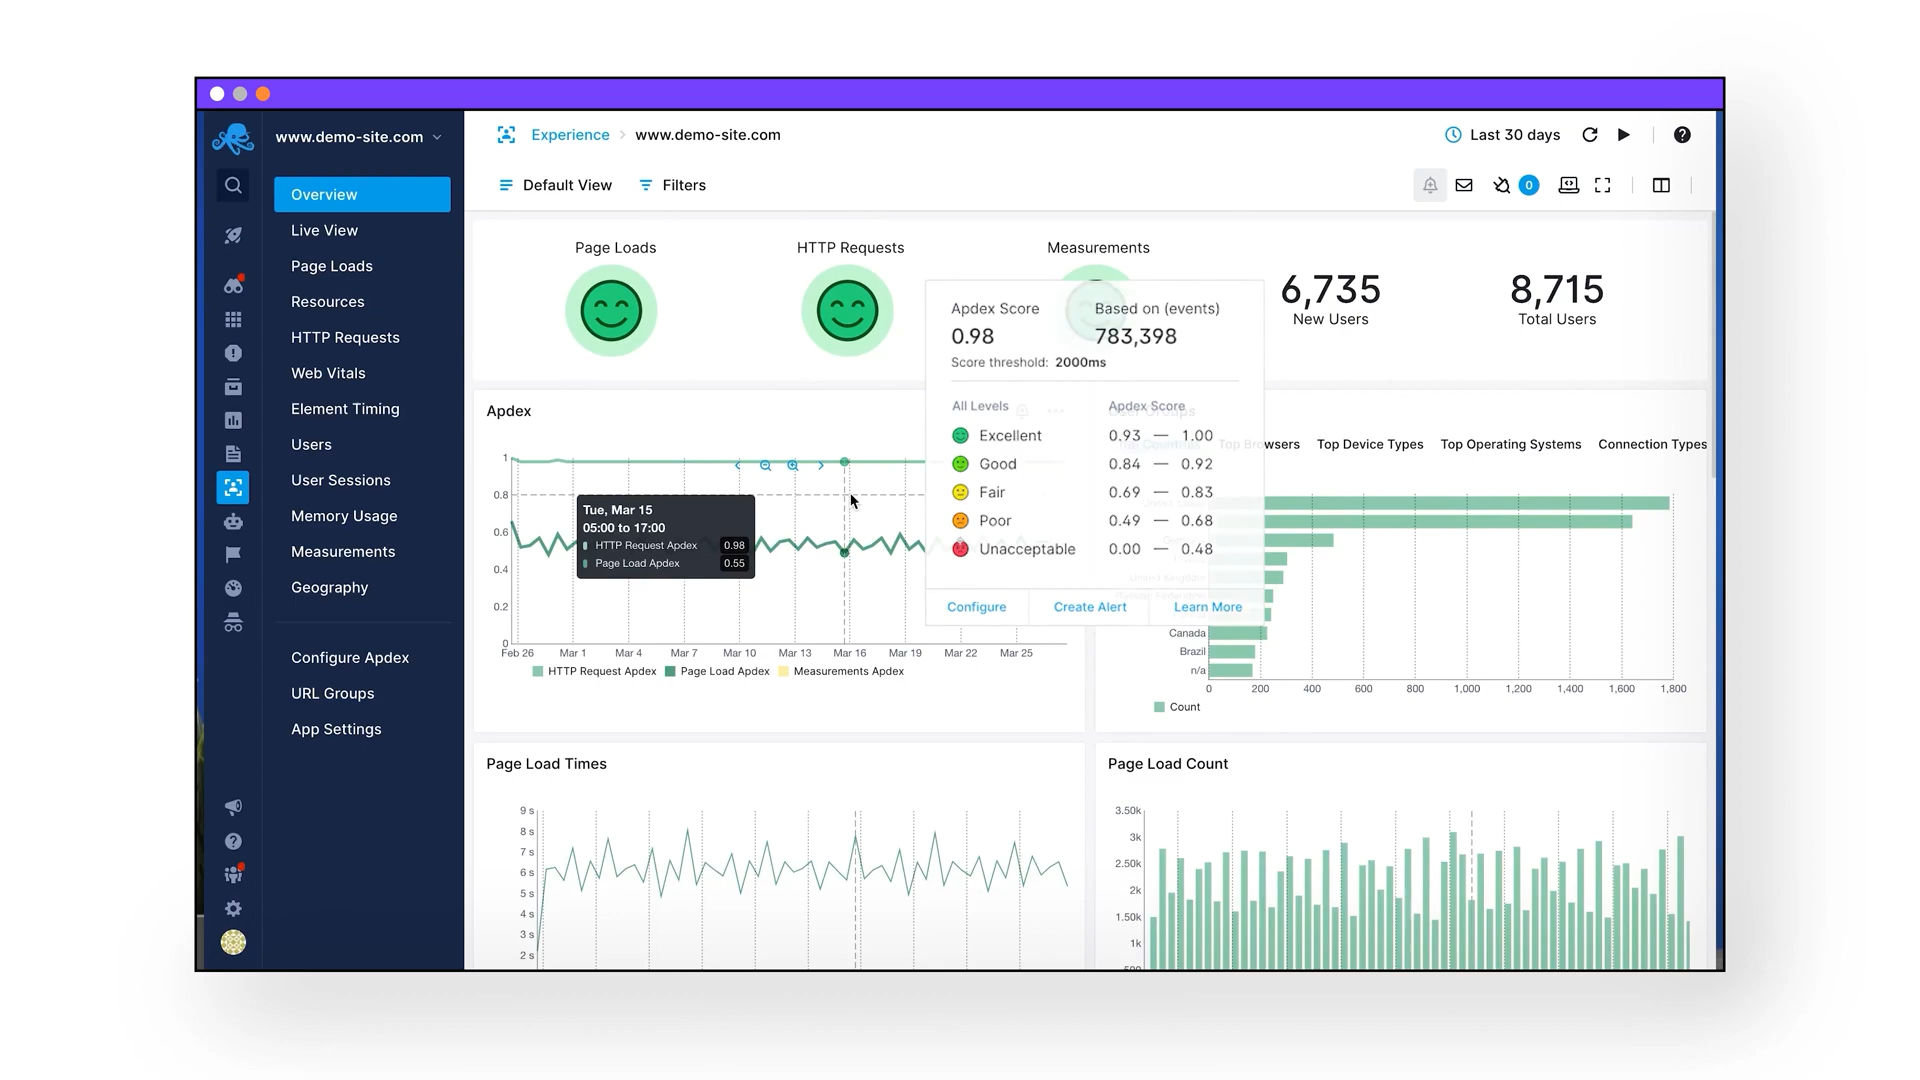 www.demo-site.com
Overview
Live View
Page Loads
Resources
HTTP Requests
Web Vitals
Element Timing
Users
User Sessions
Memory Usage
Measurements
Geography
Configure Apdex
URL Groups
App Settings
Experience > www.demo-site.com
Last 30 days
Default View Filters
0
Page Loads
HTTP Requests
Measurements
6,735
New Users
8,715
Total Users
Apdex Score Based on (events)
0.98 783,398
Score threshold: 2000ms
All Levels Apdex Score
Excellent 0.93 — 1.00
Good 0.84 — 0.92
Fair 0.69 — 0.83
Poor 0.49 — 0.68
Unacceptable 0.00 — 0.48
Configure Create Alert Learn More
Apdex
1
0.8
0.6
0.4
0.2
0
Tue, Mar 15
05:00 to 17:00
HTTP Request Apdex 0.98
Page Load Apdex 0.55
Feb 26 Mar 1 Mar 4 Mar 7 Mar 10 Mar 13 Mar 16 Mar 19 Mar 22 Mar 25
HTTP Request Apdex Page Load Apdex Measurements Apdex
Top Browsers Top Device Types Top Operating Systems Connection Types
United Kingdom
Canada
Brazil
n/a
0 200 400 600 800 1,000 1,200 1,400 1,600 1,800
Count
Page Load Times
9 s
8 s
7 s
6 s
5 s
4 s
3 s
2 s
Page Load Count
3.50k
3k
2.50k
2k
1.50k
1k
500